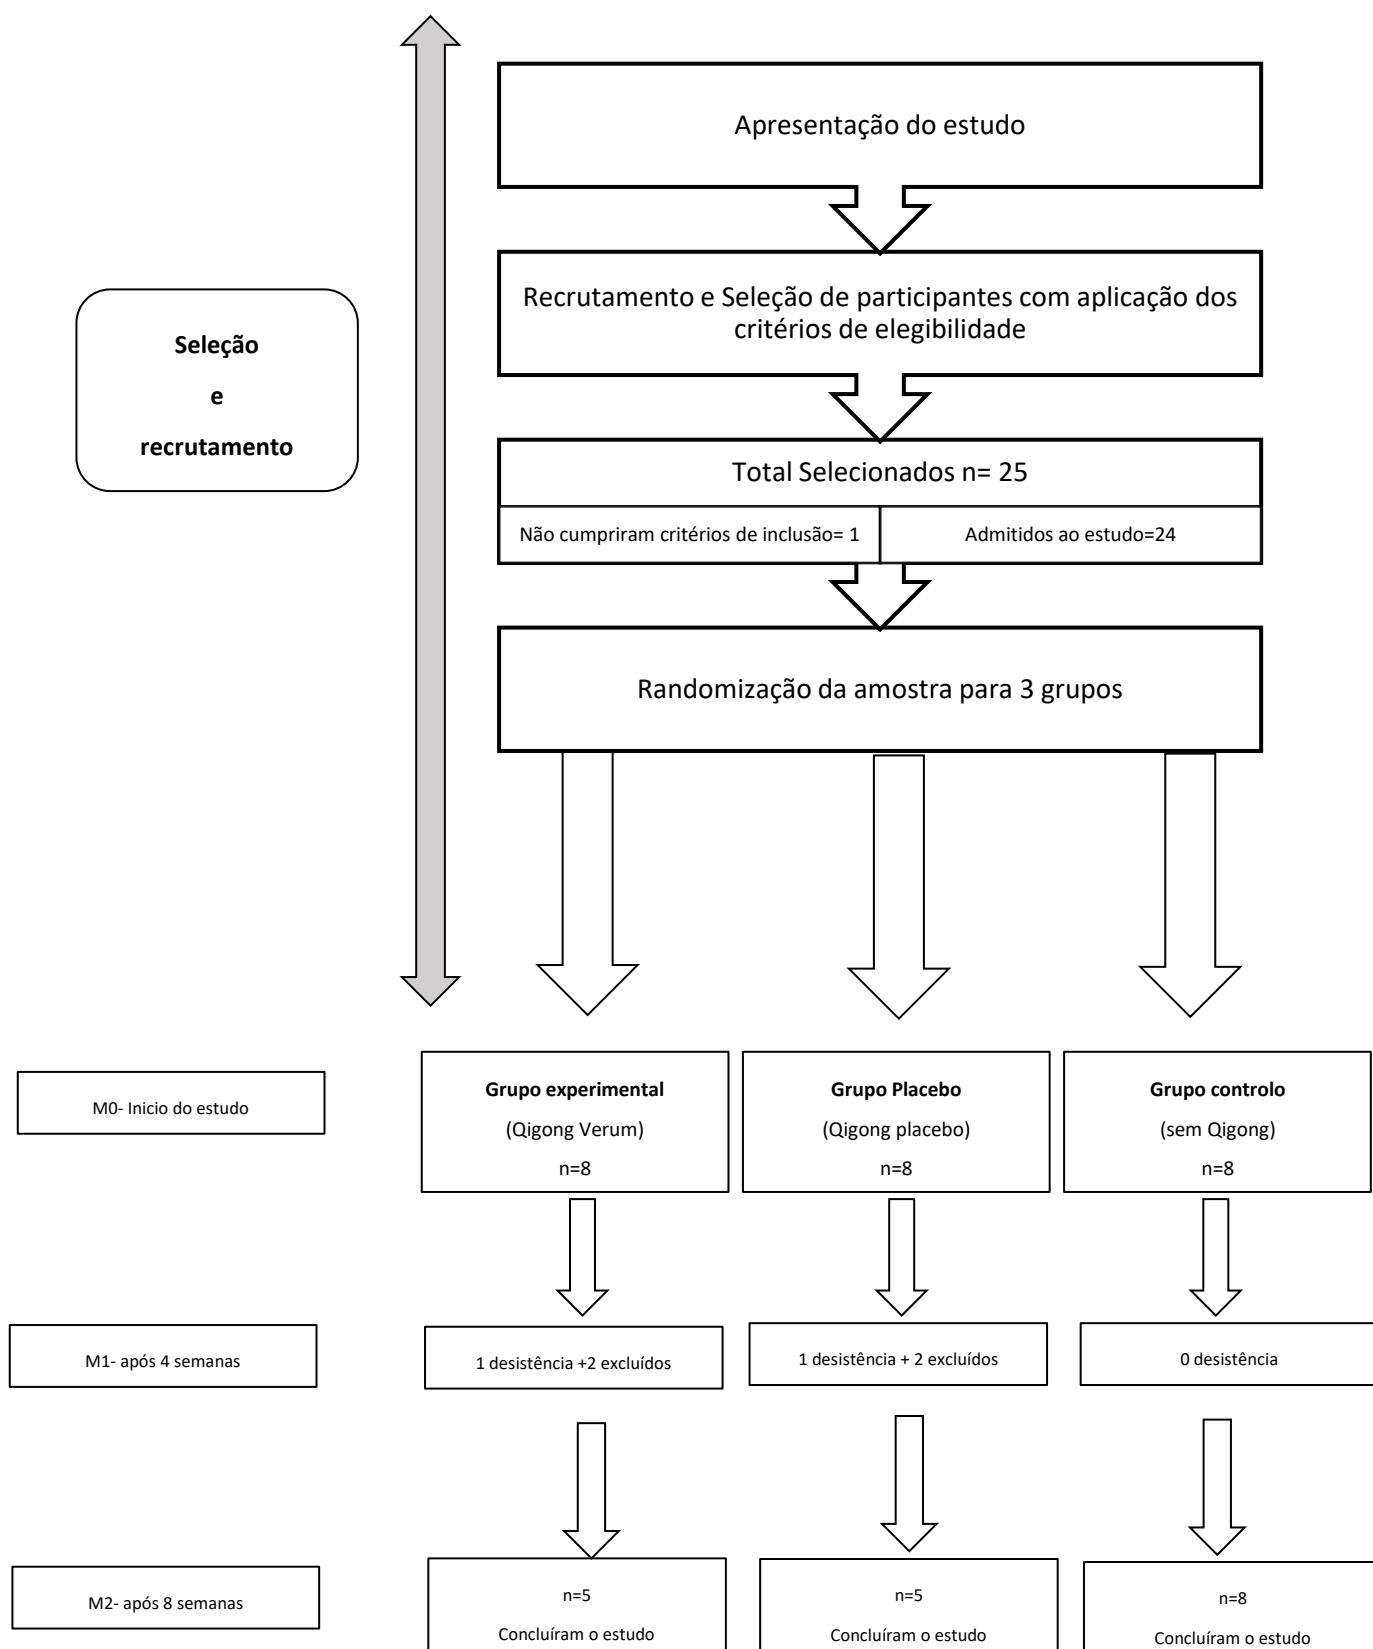 Apresentação do estudo
Recrutamento e Seleção de participantes com aplicação dos
critérios de elegibilidade
Seleção
e
recrutamento
Total Selecionados n= 25
Não cumpriram critérios de inclusão= 1
Admitidos ao estudo=24
Randomização da amostra para 3 grupos
M0- Inicio do estudo
Grupo experimental
(Qigong Verum)
n=8
Grupo Placebo
(Qigong placebo)
n=8
Grupo controlo
(sem Qigong)
n=8
M1- após 4 semanas
1 desistência +2 excluídos
1 desistência + 2 excluídos
0 desistência
M2- após 8 semanas
n=5
Concluíram o estudo
n=5
Concluíram o estudo
n=8
Concluíram o estudo